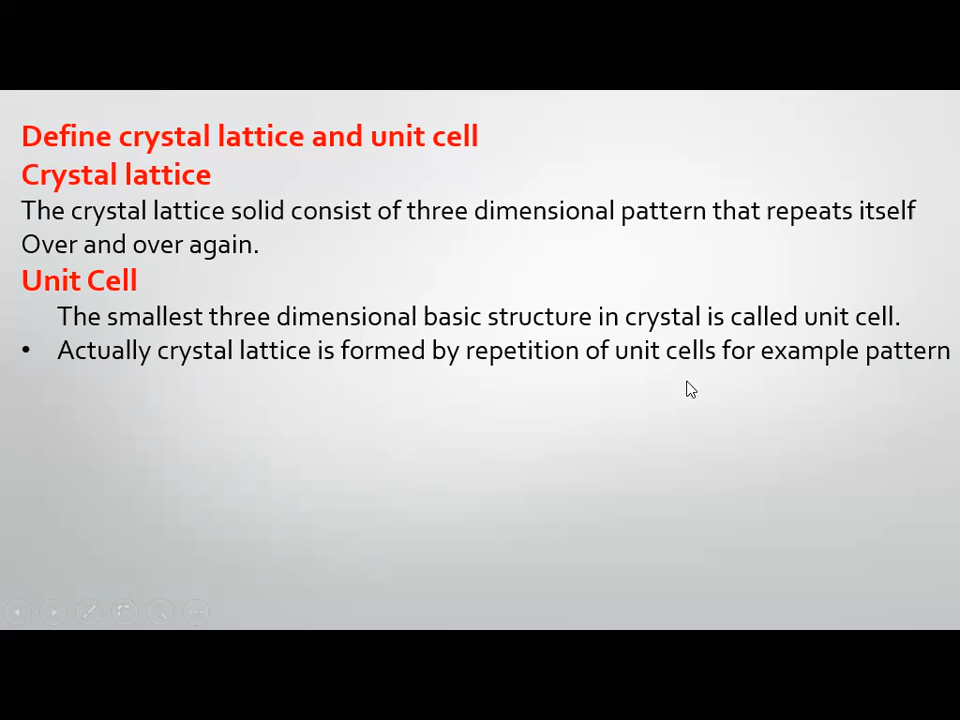 Define crystal lattice and unit cell
Crystal lattice
The crystal lattice solid consist of three dimensional pattern that repeats itself
Over and over again.
Unit Cell
The smallest three dimensional basic structure in crystal is called unit cell.
• Actually crystal lattice is formed by repetition of unit cells for example pattern